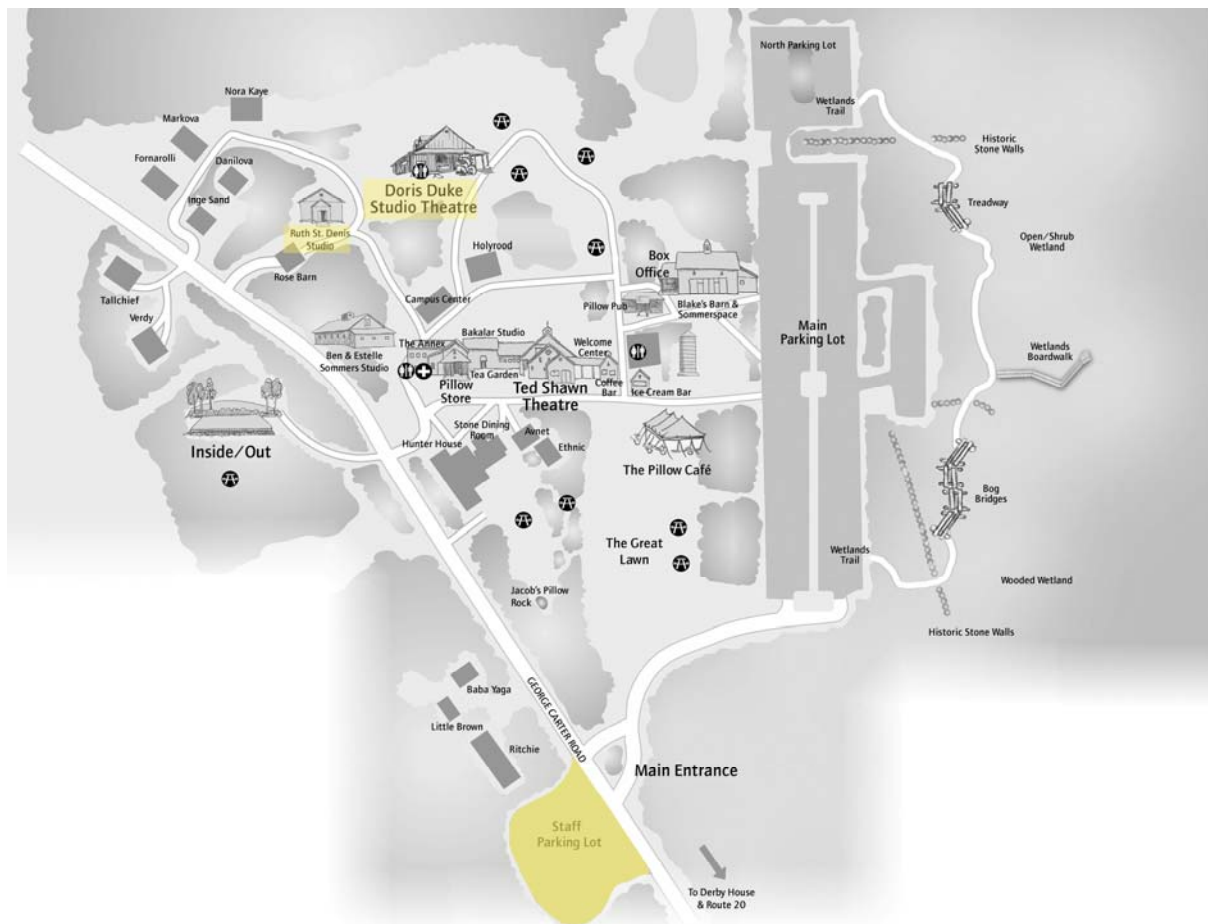 North Parking Lot
Nora Kaye
Wetlands
Trail
Markova
Historic
Stone Walls
Fornarolli
Danilova
Doris Duke
Studio Theatre
Treadway
Inge Sand
Ruth St. Denis
Studio
Open/Shrub
Wetland
Holyrood
Box
Office
Rose Barn
Tallchief
Campus Center
Pillow Pub
Blake's Barn &
Sommerspace
Verdy
Main
Parking Lot
Bakalar Studio
Welcome
Center
The Annex
Ben & Estelle
Sommers Studio
Wetlands
Boardwalk
Tea Garden
Pillow
Store
Ted Shawn
Theatre
Coffee
Bar
Ice Cream Bar
Stone Dining
Room
Avnet
Hunter House
Ethnic
Inside/Out
The Pillow Café
Bog
Bridges
The Great
Lawn
Wetlands
Trail
Wooded Wetland
Jacob's Pillow
Rock
Historic Stone Walls
GEORGE CARTER ROAD
Baba Yaga
Little Brown
Ritchie
Main Entrance
Staff
Parking Lot
To Derby House
& Route 20